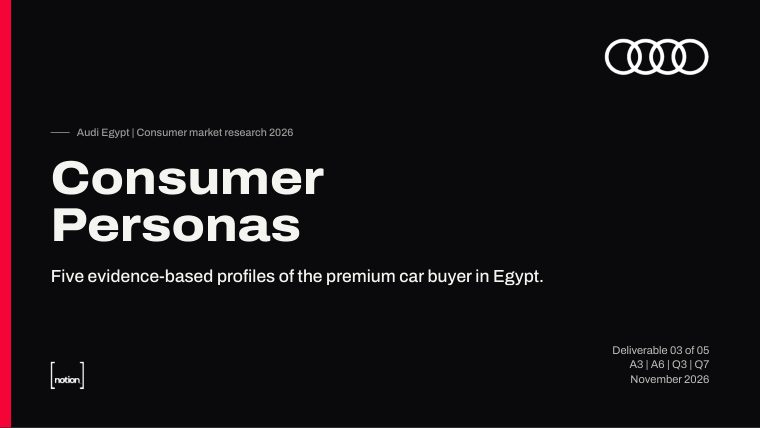 Audi Egypt | Consumer market research 2026
Consumer
Personas
Five evidence-based profiles of the premium car buyer in Egypt.
Deliverable 03 of 05
A3 | A6 | Q3 | Q7
November 2026
[notion]